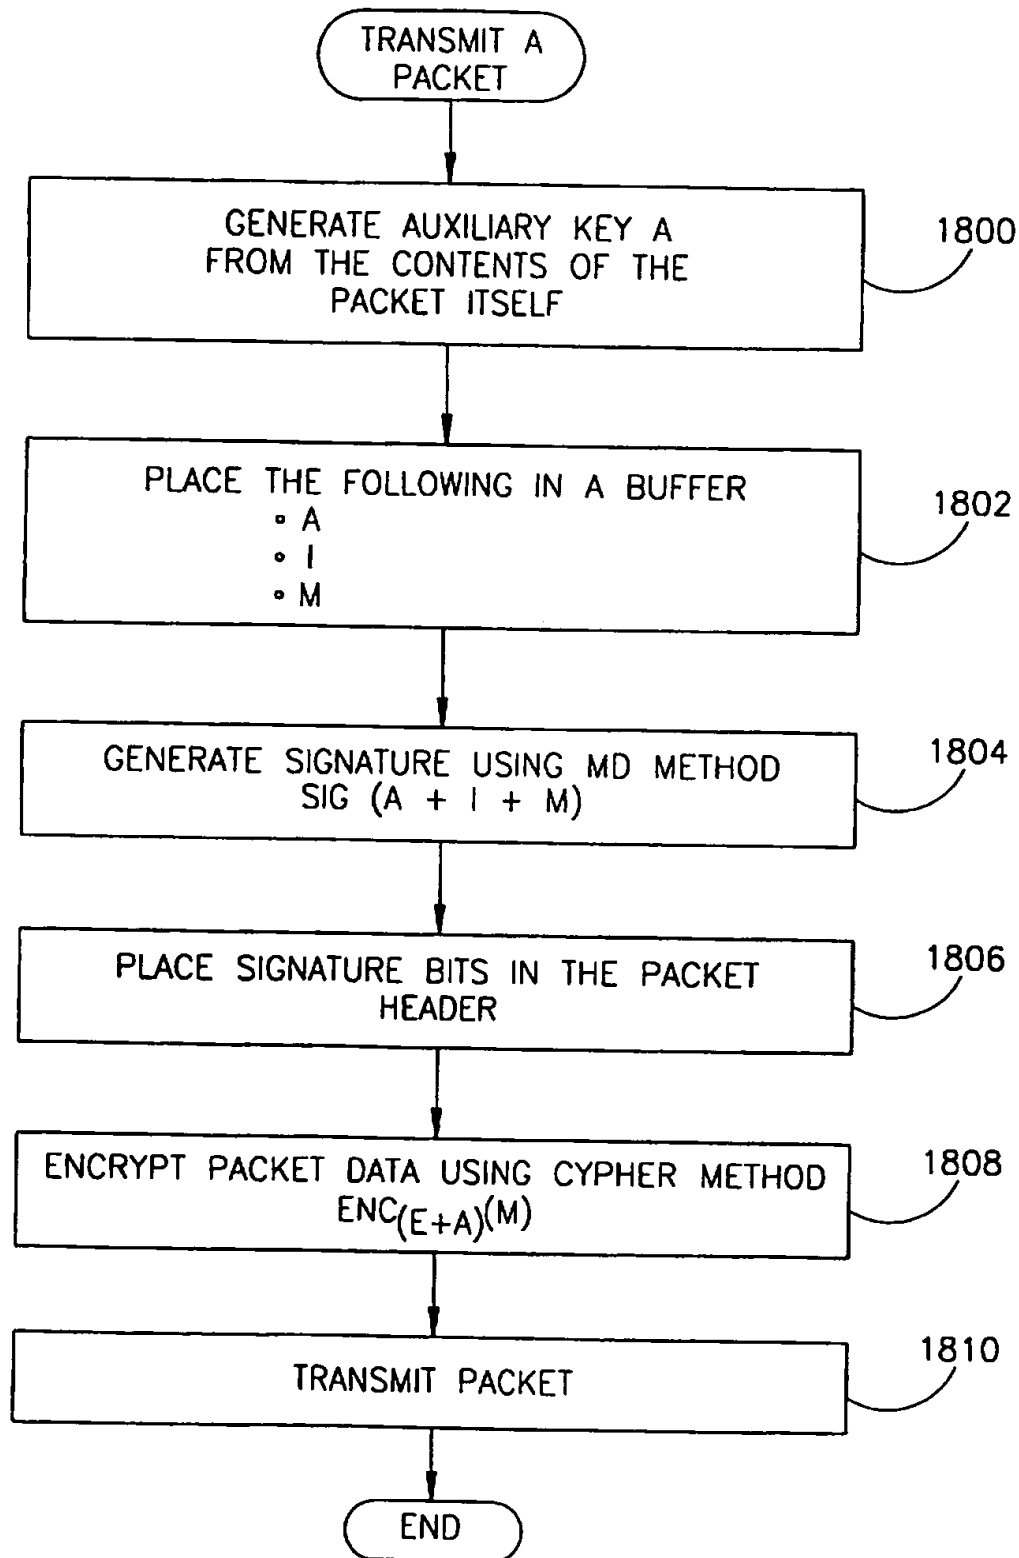 TRANSMIT A
PACKET
GENERATE AUXILIARY KEY A
FROM THE CONTENTS OF THE
PACKET ITSELF
1800
PLACE THE FOLLOWING IN A BUFFER
∘ A
∘ I
∘ M
1802
GENERATE SIGNATURE USING MD METHOD
SIG (A + I + M)
1804
PLACE SIGNATURE BITS IN THE PACKET
HEADER
1806
ENCRYPT PACKET DATA USING CYPHER METHOD
ENC(E+A)(M)
1808
TRANSMIT PACKET
1810
END